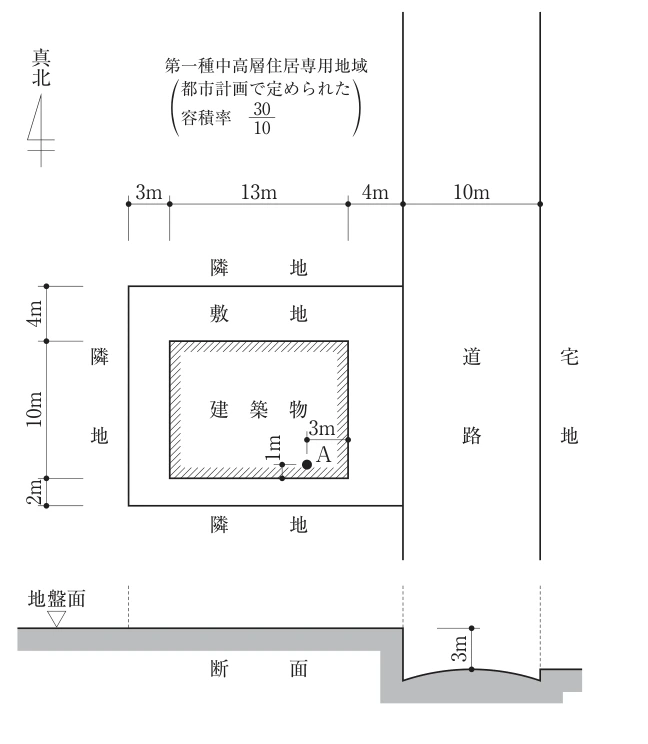 真北
第一種中高層住居専用地域
都市計画で定められた
容積率 30/10
3m 13m 4m 10m
隣地
敷地
4m
隣地
道路
宅地
建築物
10m
3m
1m
A
2m
隣地
地盤面
3m
断面